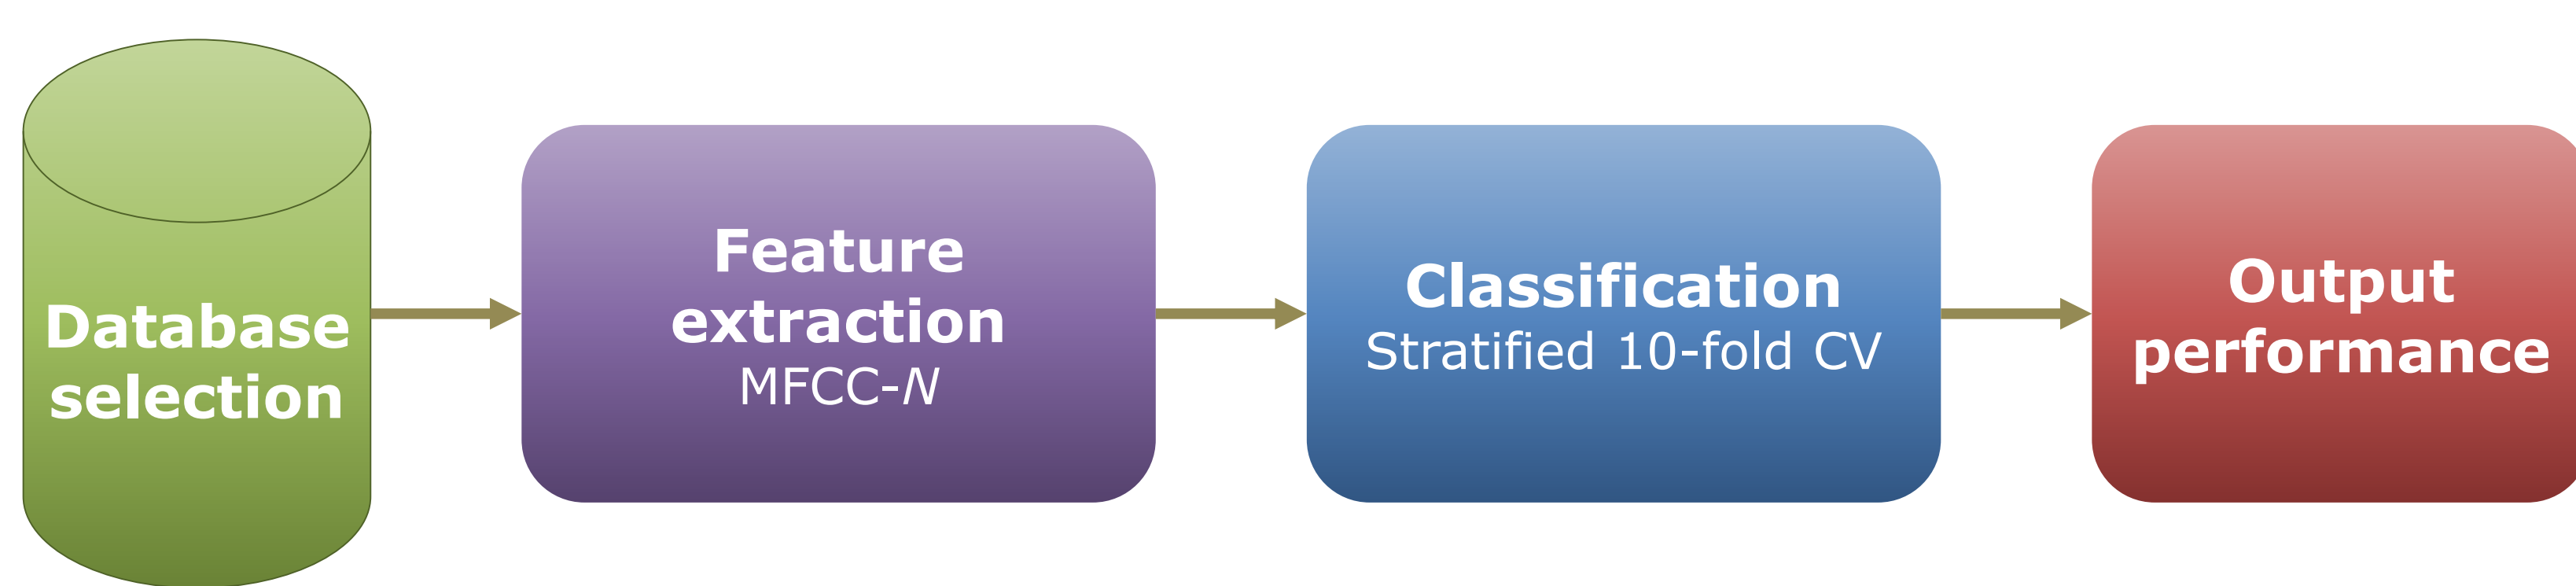 Database
selection
Feature
extraction
MFCC-N
Classification
Stratified 10-fold CV
Output
performance